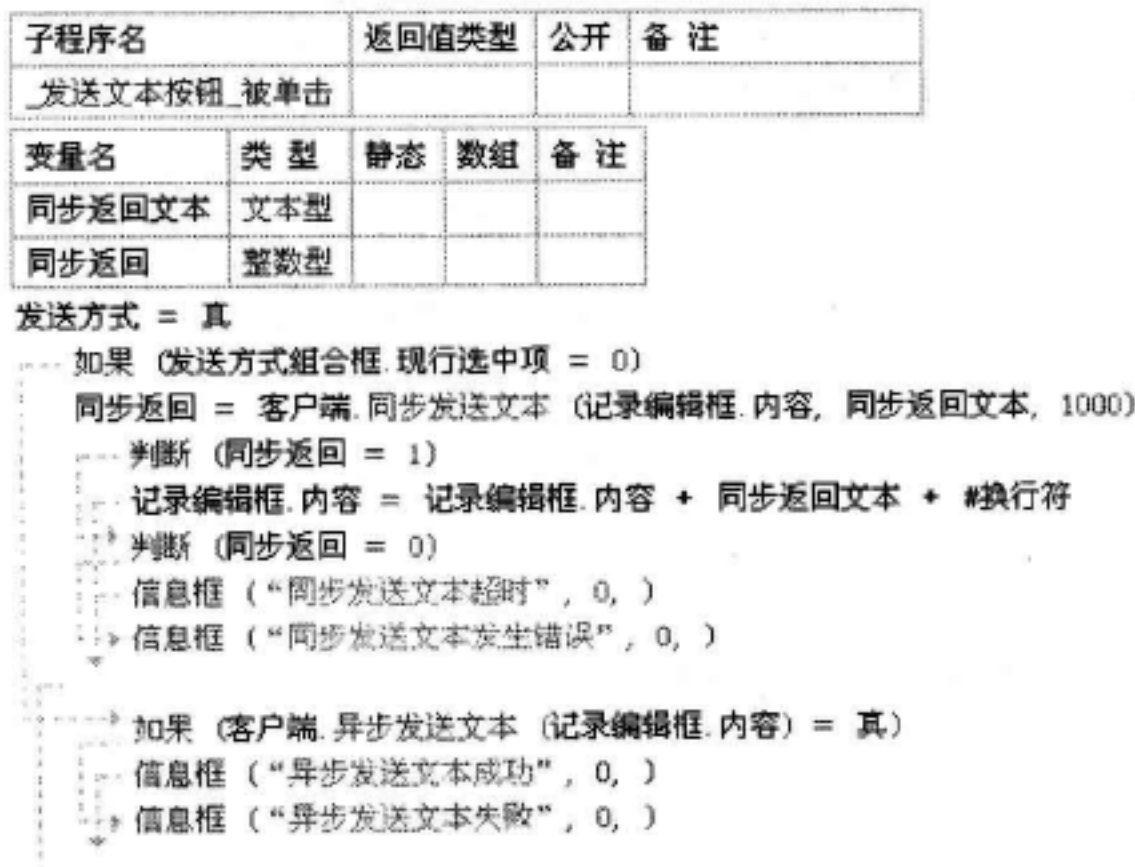 子程序名 返回值类型 公开 备 注
_发送文本按钮_被单击
变量名 类 型 静态 数组 备 注
同步返回文本 文本型
同步返回 整数型
发送方式 = 真
如果 (发送方式组合框.现行选中项 = 0)
同步返回 = 客户端.同步发送文本 (记录编辑框.内容, 同步返回文本, 1000)
判断 (同步返回 = 1)
记录编辑框.内容 = 记录编辑框.内容 + 同步返回文本 + #换行符
判断 (同步返回 = 0)
信息框 (“同步发送文本超时”, 0, )
信息框 (“同步发送文本发生错误”, 0, )
如果 (客户端.异步发送文本 (记录编辑框.内容) = 真)
信息框 (“异步发送文本成功”, 0, )
信息框 (“异步发送文本失败”, 0, )